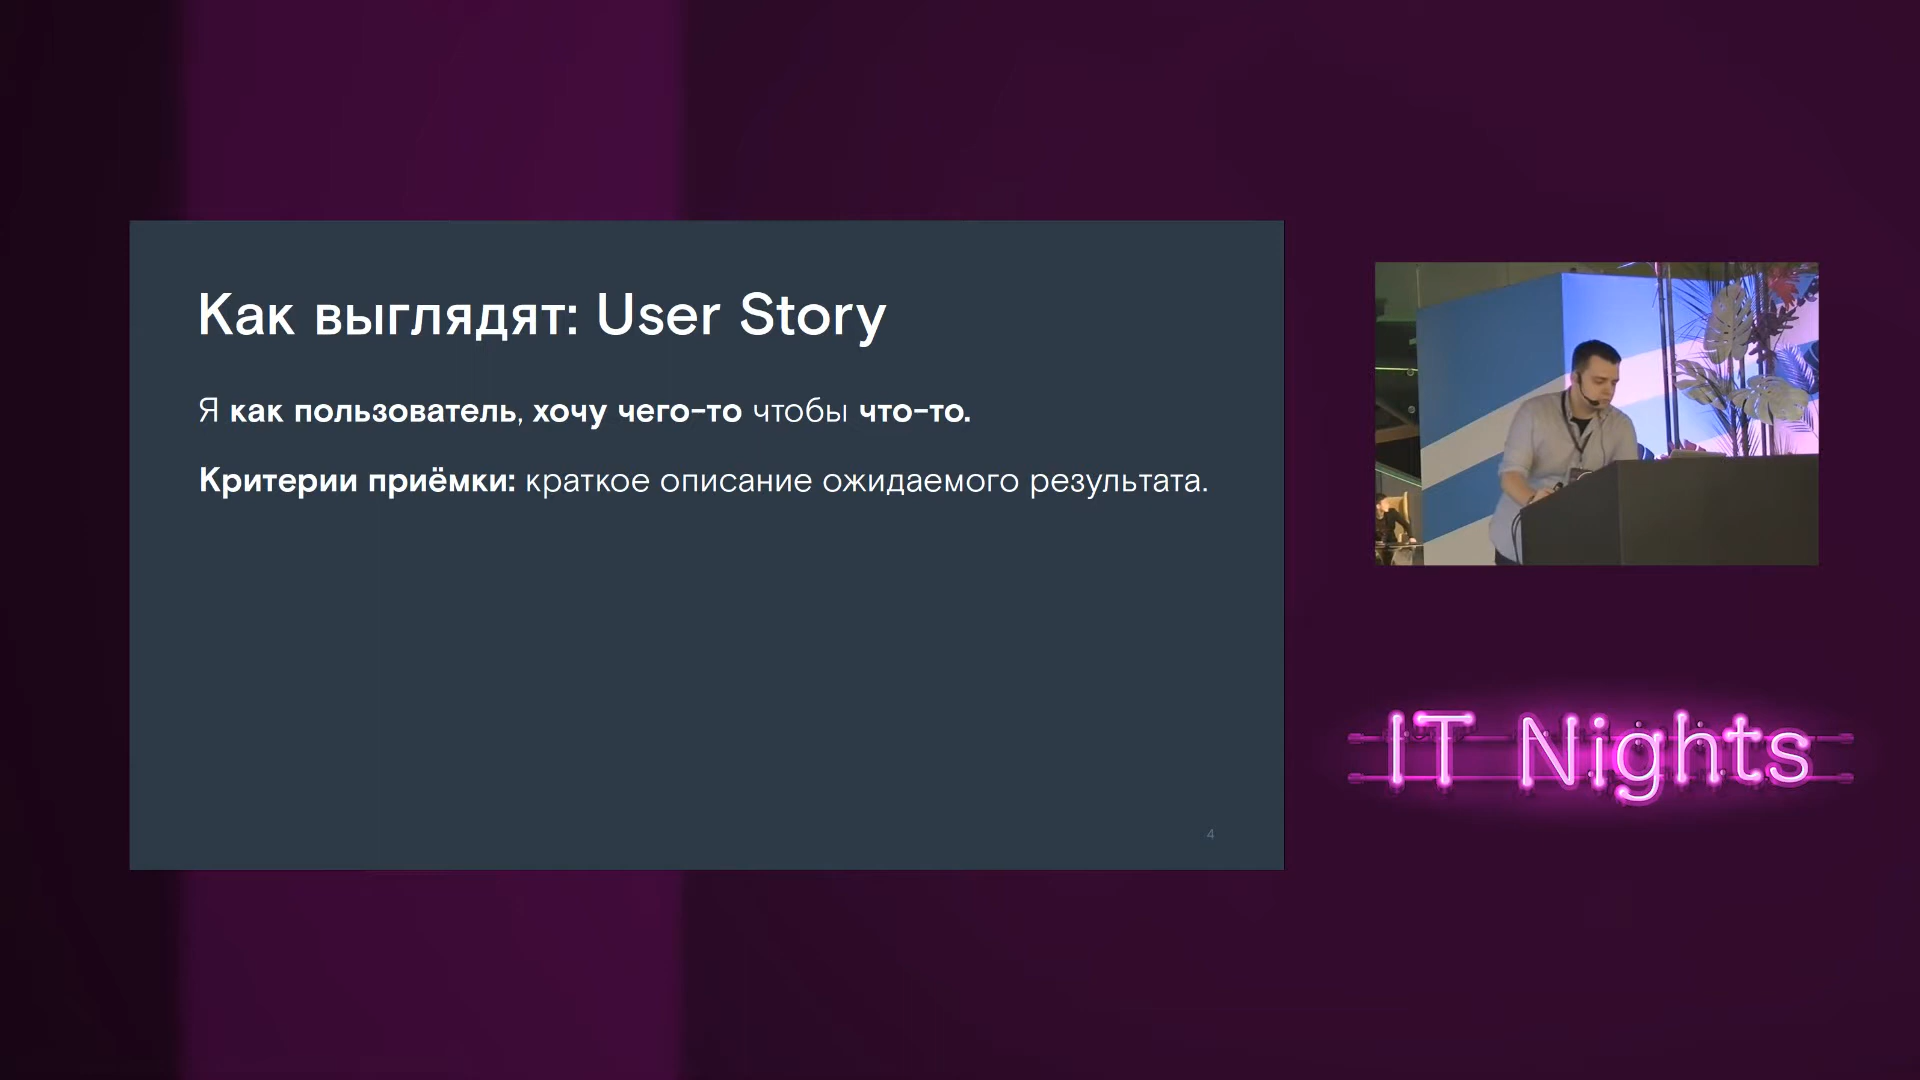 Как выглядят: User Story
Я как пользователь, хочу чего-то чтобы что-то.
Критерии приёмки: краткое описание ожидаемого результата.
4
IT Nights